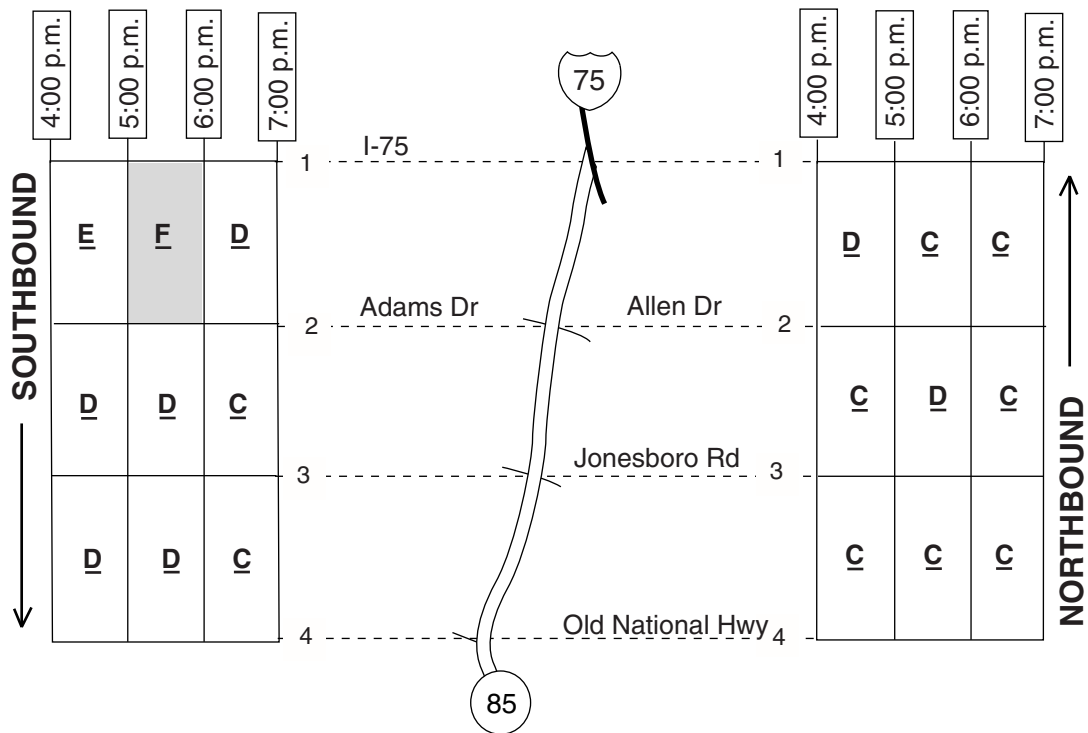 4:00 p.m.
5:00 p.m.
6:00 p.m.
7:00 p.m.
75
4:00 p.m.
5:00 p.m.
6:00 p.m.
7:00 p.m.
1
I-75
1
SOUTHBOUND
E F D
D C C
2
Adams Dr
Allen Dr
2
D D C
C D C
3
Jonesboro Rd
3
NORTHBOUND
D D C
C C C
4
Old National Hwy
4
85